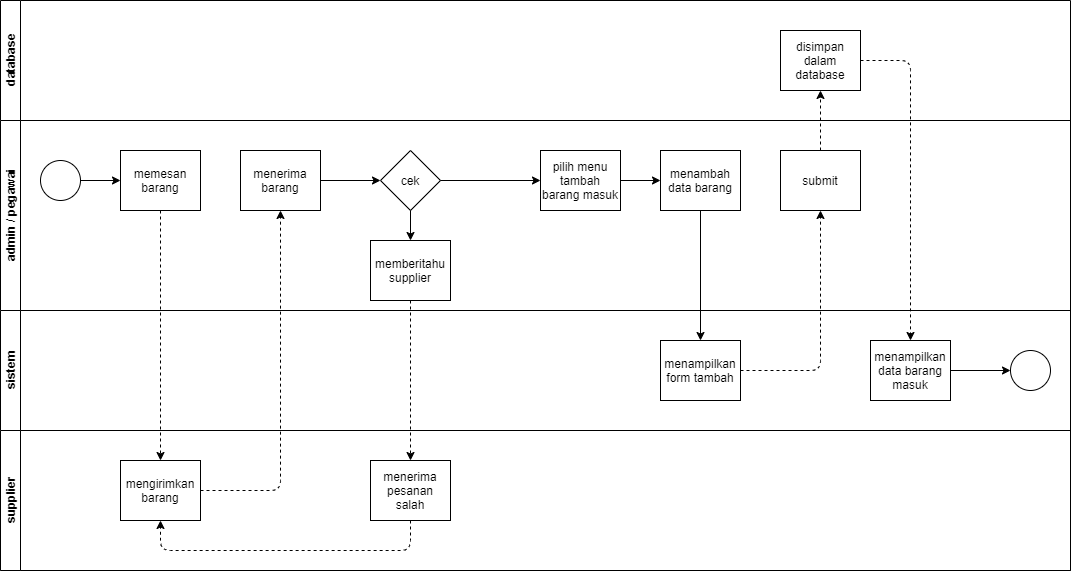 database
disimpan
dalam
database
admin / pegawai
memesan
barang
menerima
barang
cek
pilih menu
tambah
barang masuk
menambah
data barang
submit
memberitahu
supplier
sistem
menampilkan
form tambah
menampilkan
data barang
masuk
supplier
mengirimkan
barang
menerima
pesanan
salah